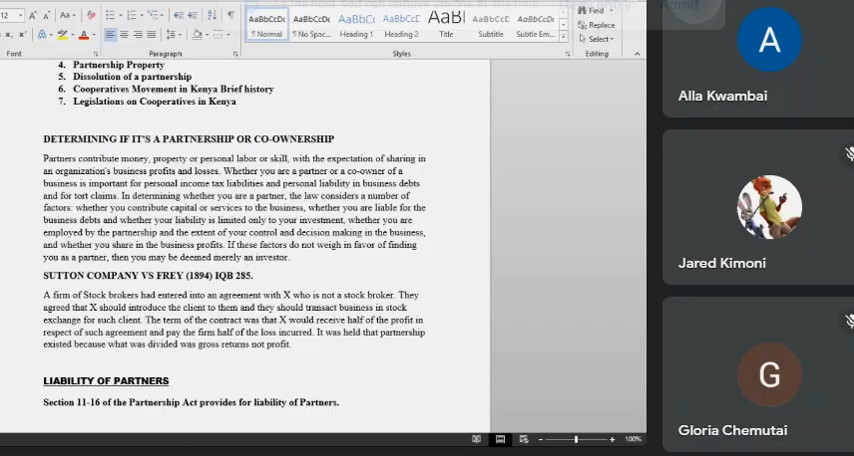 12
Aa
Font
Paragraph
AaBbCcDc AaBbCcDc AaBbCc AaBbCcC AaBI AaBbCcD AaBbCcDc
¶ Normal ¶ No Spac... Heading 1 Heading 2 Title Subtitle Subtle Em...
Styles
Find
Replace
Select
Editing
4. Partnership Property
5. Dissolution of a partnership
6. Cooperatives Movement in Kenya Brief history
7. Legislations on Cooperatives in Kenya
DETERMINING IF IT'S A PARTNERSHIP OR CO-OWNERSHIP
Partners contribute money, property or personal labor or skill, with the expectation of sharing in
an organization's business profits and losses. Whether you are a partner or a co-owner of a
business is important for personal income tax liabilities and personal liability in business debts
and for tort claims. In determining whether you are a partner, the law considers a number of
factors: whether you contribute capital or services to the business, whether you are liable for the
business debts and whether your liability is limited only to your investment, whether you are
employed by the partnership and the extent of your control and decision making in the business,
and whether you share in the business profits. If these factors do not weigh in favor of finding
you as a partner, then you may be deemed merely an investor.
SUTTON COMPANY VS FREY (1894) IQB 285.
A firm of Stock brokers had entered into an agreement with X who is not a stock broker. They
agreed that X should introduce the client to them and they should transact business in stock
exchange for such client. The term of the contract was that X would receive half of the profit in
respect of such agreement and pay the firm half of the loss incurred. It was held that partnership
existed because what was divided was gross returns not profit.
LIABILITY OF PARTNERS
Section 11-16 of the Partnership Act provides for liability of Partners.
100%
Admit
A
Alla Kwambai
Jared Kimoni
G
Gloria Chemutai